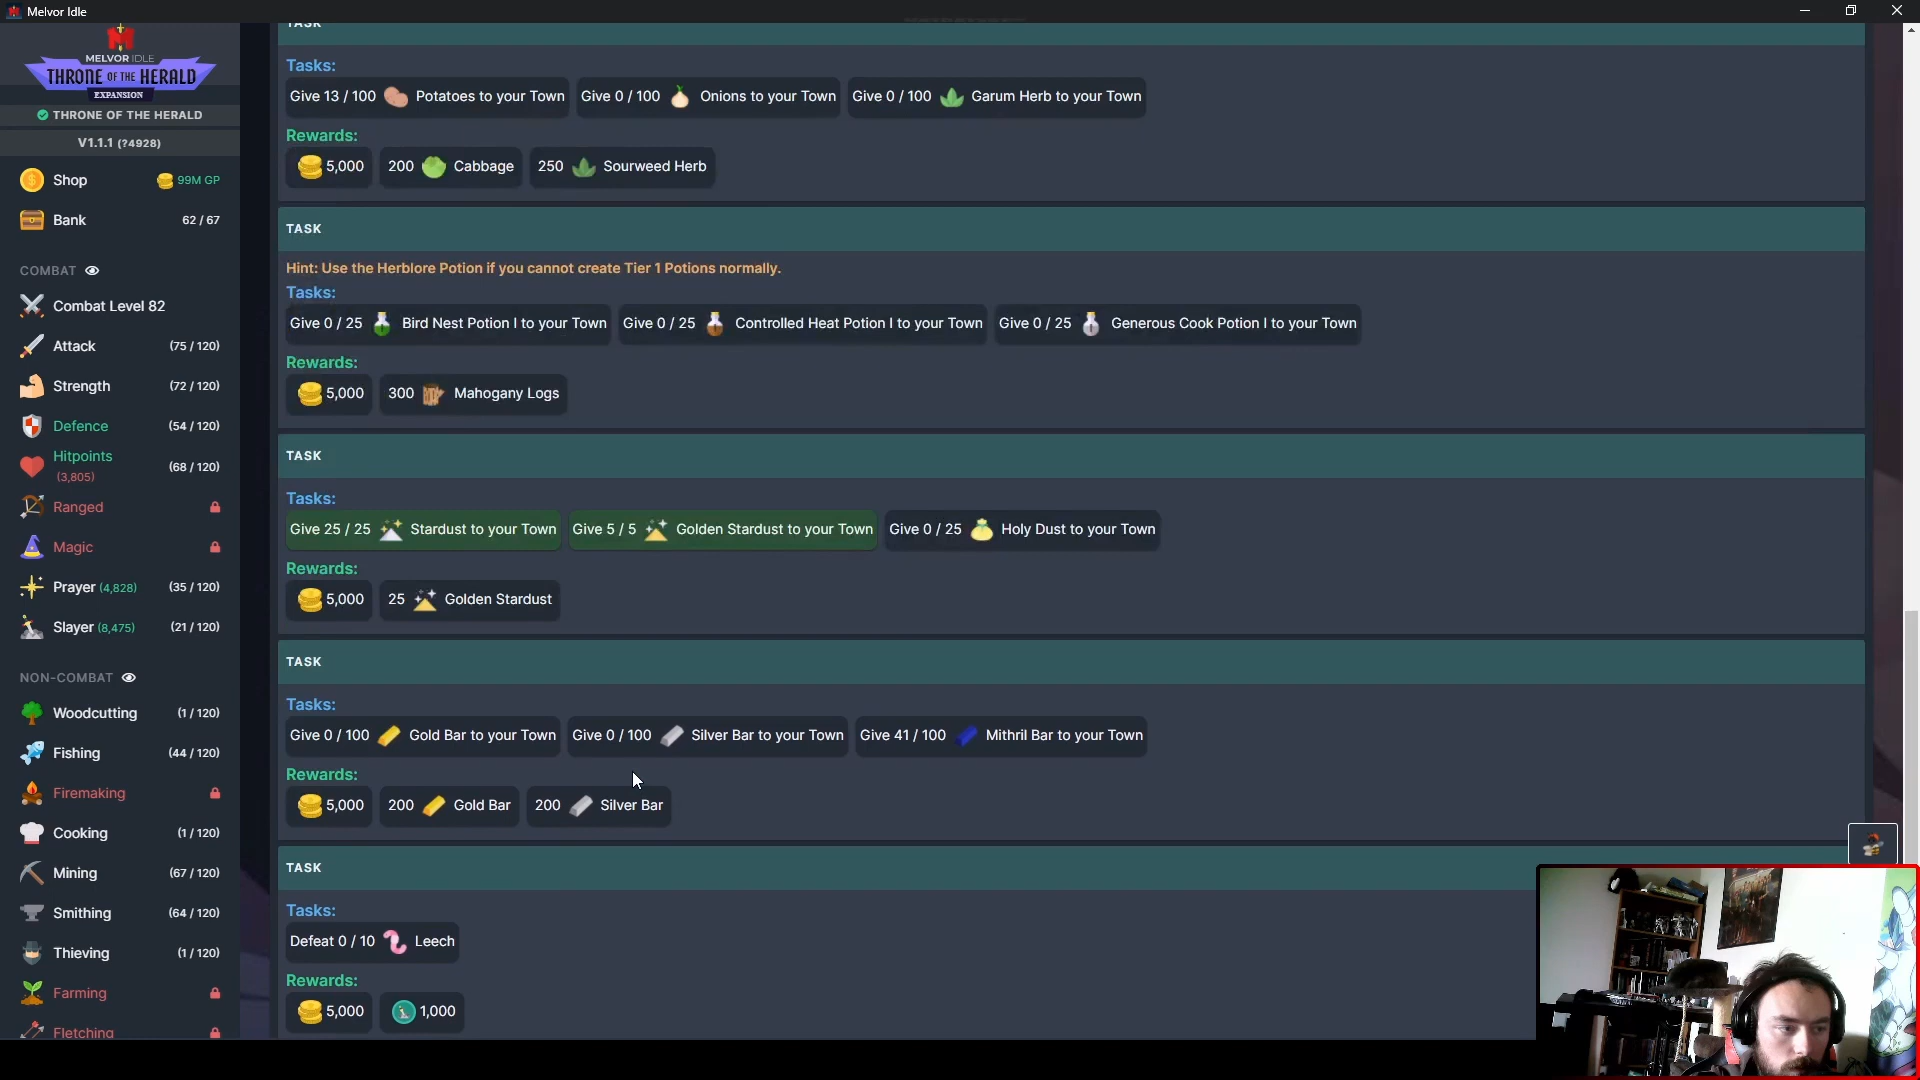 Melvor Idle
MELVOR IDLE
THRONE OF THE HERALD
EXPANSION
THRONE OF THE HERALD
V1.1.1 (?4928)
Shop 99M GP
Bank 62 / 67
COMBAT
Combat Level 82
Attack (75 / 120)
Strength (72 / 120)
Defence (54 / 120)
Hitpoints (68 / 120)
(3,805)
Ranged
Magic
Prayer (4,828) (35 / 120)
Slayer (8,475) (21 / 120)
NON-COMBAT
Woodcutting (1 / 120)
Fishing (44 / 120)
Firemaking
Cooking (1 / 120)
Mining (67 / 120)
Smithing (64 / 120)
Thieving (1 / 120)
Farming
Fletching
TASK
Tasks:
Give 13 / 100 Potatoes to your Town Give 0 / 100 Onions to your Town Give 0 / 100 Garum Herb to your Town
Rewards:
5,000 200 Cabbage 250 Sourweed Herb
TASK
Hint: Use the Herblore Potion if you cannot create Tier 1 Potions normally.
Tasks:
Give 0 / 25 Bird Nest Potion I to your Town Give 0 / 25 Controlled Heat Potion I to your Town Give 0 / 25 Generous Cook Potion I to your Town
Rewards:
5,000 300 Mahogany Logs
TASK
Tasks:
Give 25 / 25 Stardust to your Town Give 5 / 5 Golden Stardust to your Town Give 0 / 25 Holy Dust to your Town
Rewards:
5,000 25 Golden Stardust
TASK
Tasks:
Give 0 / 100 Gold Bar to your Town Give 0 / 100 Silver Bar to your Town Give 41 / 100 Mithril Bar to your Town
Rewards:
5,000 200 Gold Bar 200 Silver Bar
TASK
Tasks:
Defeat 0 / 10 Leech
Rewards:
5,000 1,000